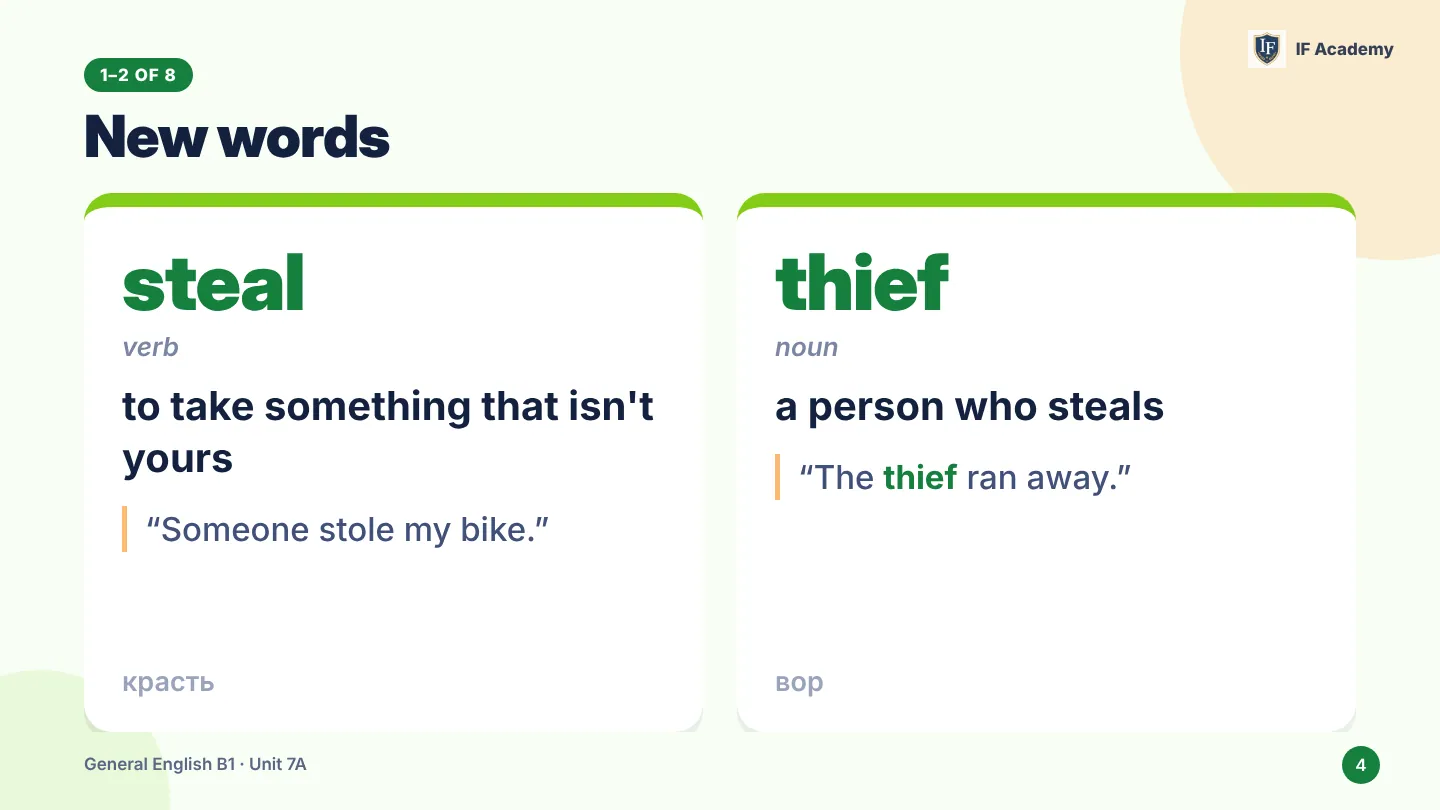 IF Academy
1–2 OF 8
New words
steal
verb
to take something that isn't
yours
“Someone stole my bike.”
красть
thief
noun
a person who steals
“The thief ran away.”
вор
General English B1 · Unit 7A
4